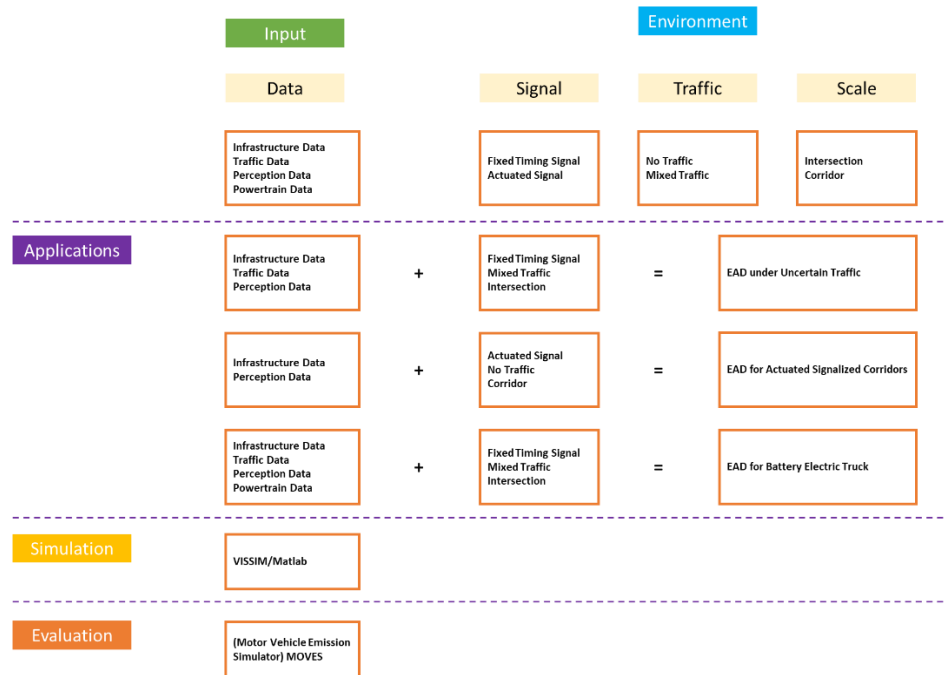 Input
Environment
Data
Signal
Traffic
Scale
Infrastructure Data
Traffic Data
Perception Data
Powertrain Data
Fixed Timing Signal
Actuated Signal
No Traffic
Mixed Traffic
Intersection
Corridor
Applications
Infrastructure Data
Traffic Data
Perception Data
+
Fixed Timing Signal
Mixed Traffic
Intersection
=
EAD under Uncertain Traffic
Infrastructure Data
Perception Data
+
Actuated Signal
No Traffic
Corridor
=
EAD for Actuated Signalized Corridors
Infrastructure Data
Traffic Data
Perception Data
Powertrain Data
+
Fixed Timing Signal
Mixed Traffic
Intersection
=
EAD for Battery Electric Truck
Simulation
VISSIM/Matlab
Evaluation
(Motor Vehicle Emission
Simulator) MOVES